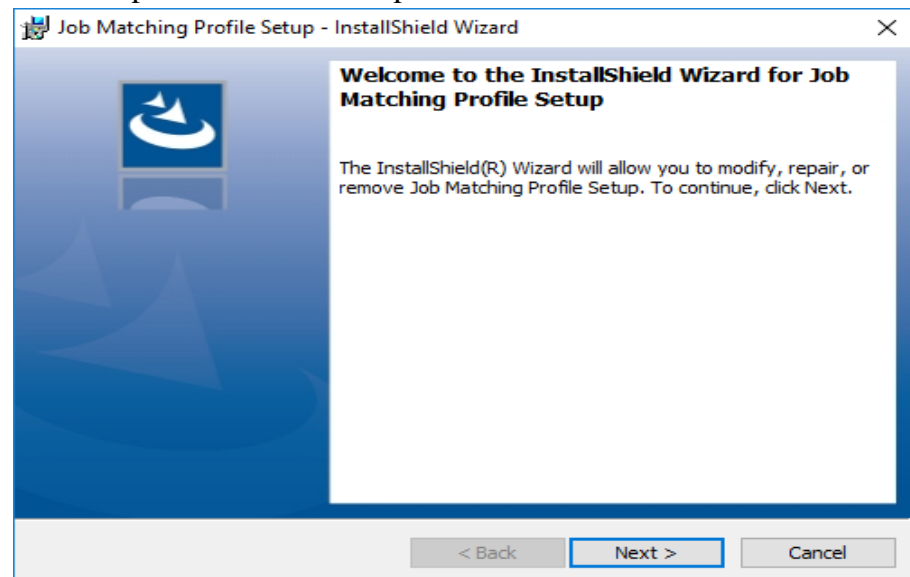 Job Matching Profile Setup - InstallShield Wizard
Welcome to the InstallShield Wizard for Job
Matching Profile Setup
The InstallShield(R) Wizard will allow you to modify, repair, or
remove Job Matching Profile Setup. To continue, click Next.
< Back Next > Cancel